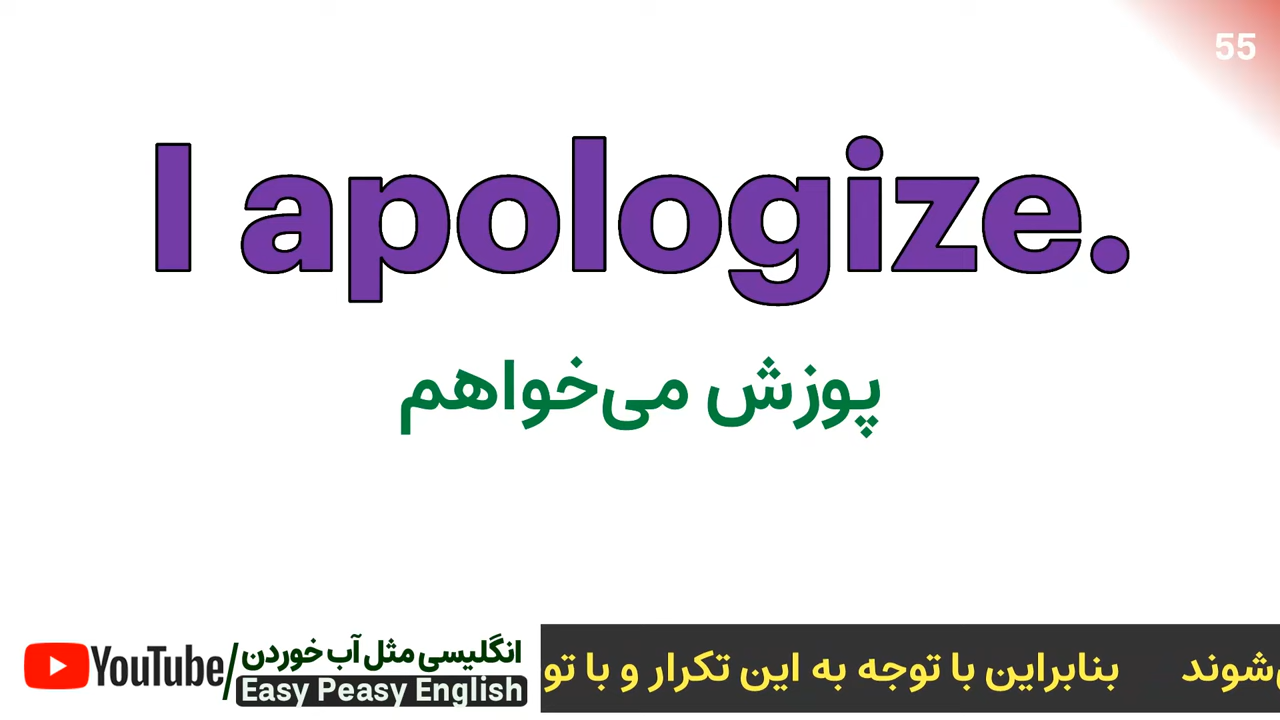 55
I apologize.
پوزش می‌خواهم
YouTube/انگلیسی مثل آب خوردن
Easy Peasy English
بنابراین با توجه به این تکرار و با